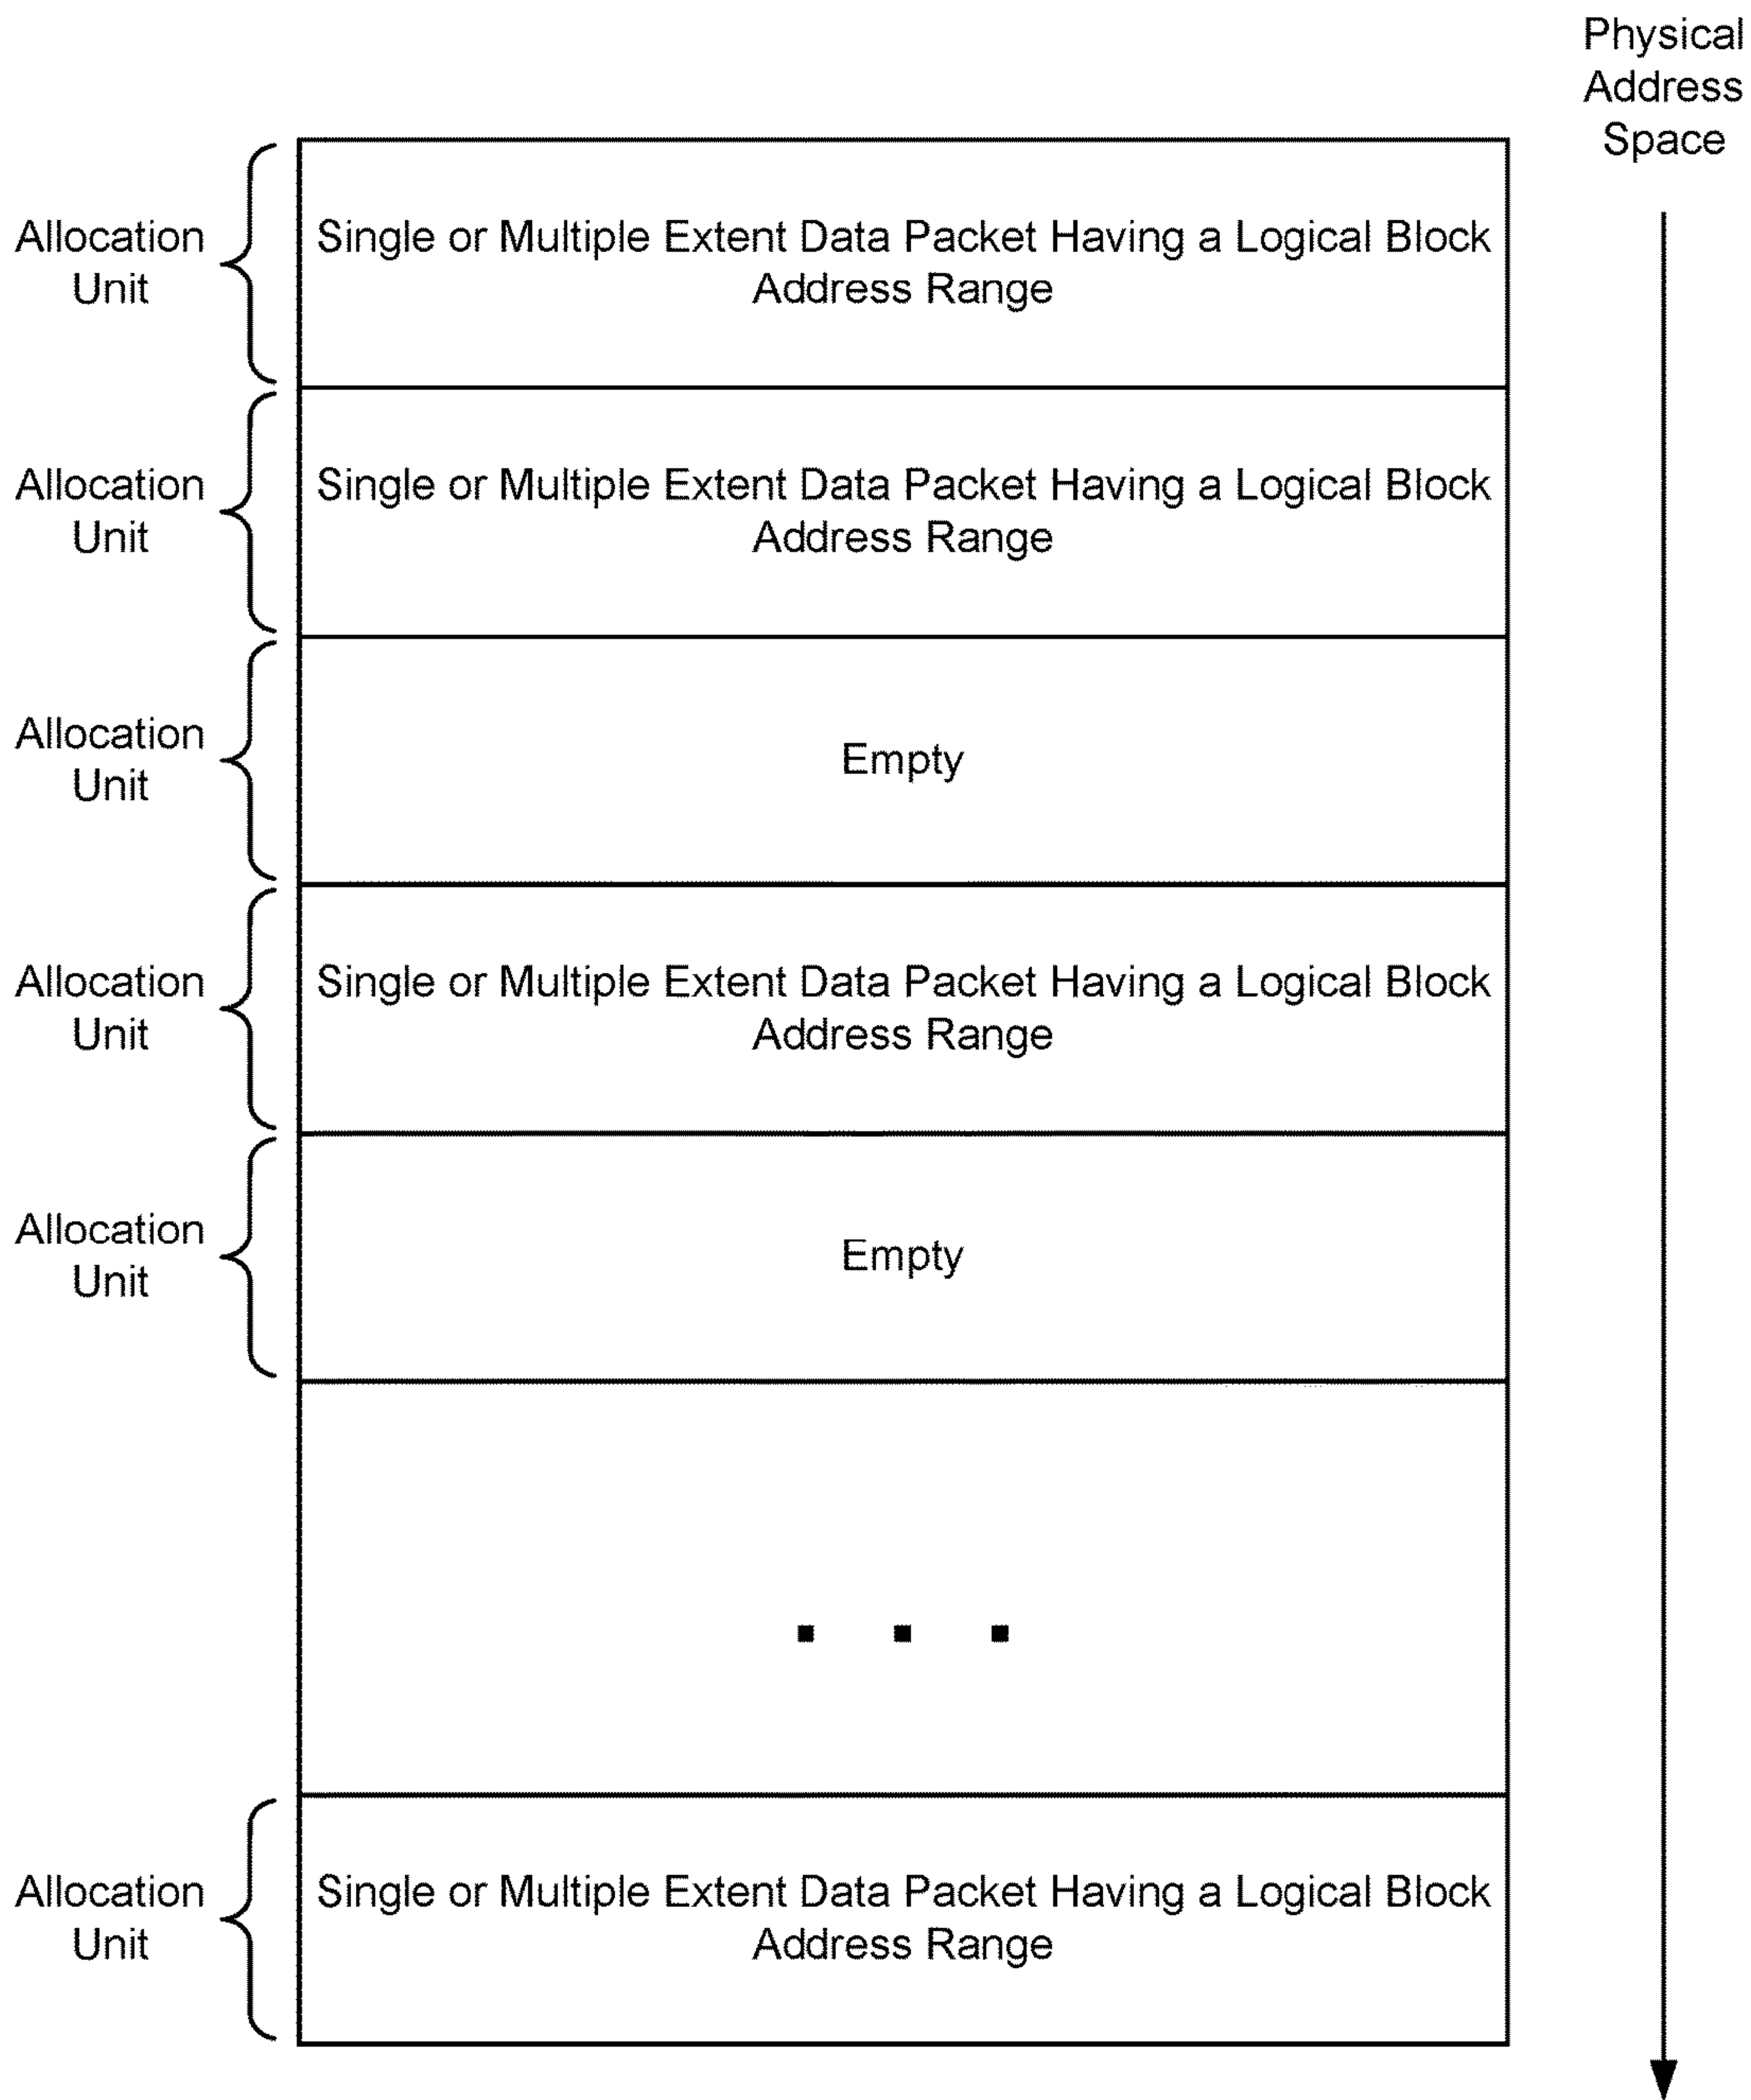 Physical
Address
Space
Allocation
Unit
Single or Multiple Extent Data Packet Having a Logical Block
Address Range
Allocation
Unit
Single or Multiple Extent Data Packet Having a Logical Block
Address Range
Allocation
Unit
Empty
Allocation
Unit
Single or Multiple Extent Data Packet Having a Logical Block
Address Range
Allocation
Unit
Empty
. . .
Allocation
Unit
Single or Multiple Extent Data Packet Having a Logical Block
Address Range